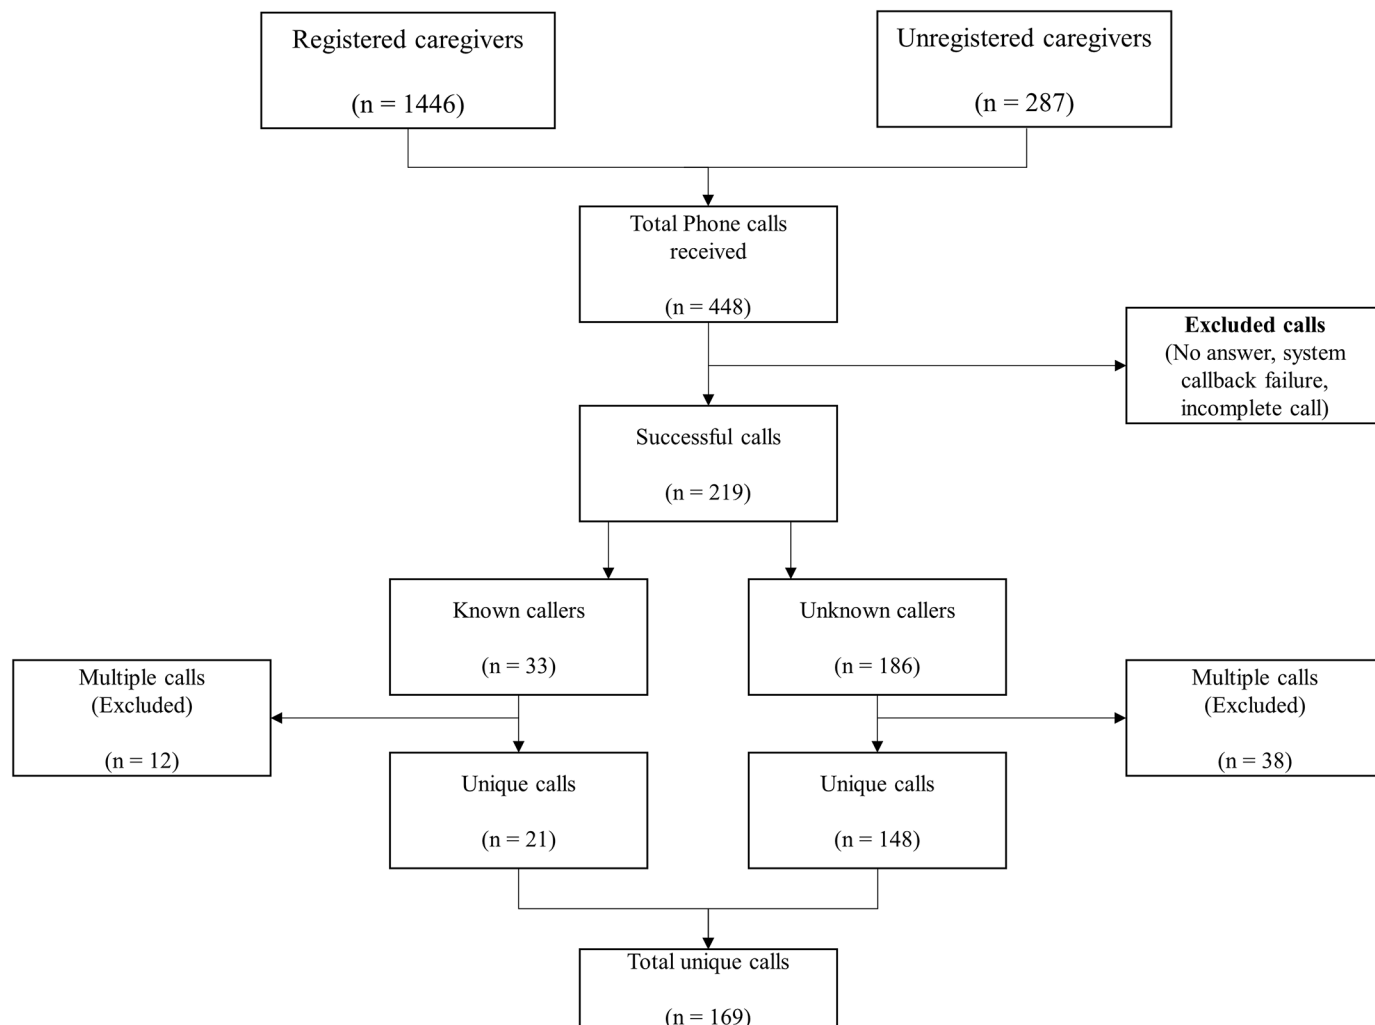 Registered caregivers
(n = 1446)
Unregistered caregivers
(n = 287)
Total Phone calls
received
(n = 448)
Excluded calls
(No answer, system
callback failure,
incomplete call)
Successful calls
(n = 219)
Known callers
(n = 33)
Unknown callers
(n = 186)
Multiple calls
(Excluded)
(n = 12)
Multiple calls
(Excluded)
(n = 38)
Unique calls
(n = 21)
Unique calls
(n = 148)
Total unique calls
(n = 169)